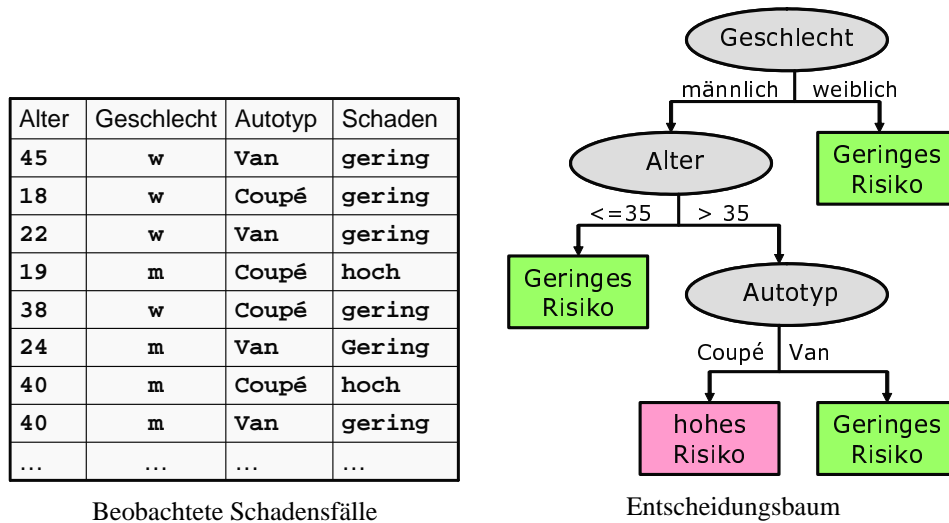 Alter Geschlecht Autotyp Schaden
45 w Van gering
18 w Coupé gering
22 w Van gering
19 m Coupé hoch
38 w Coupé gering
24 m Van Gering
40 m Coupé hoch
40 m Van gering
… … … …
Beobachtete Schadensfälle
Geschlecht
männlich weiblich
Alter
Geringes
Risiko
<=35 > 35
Geringes
Risiko
Autotyp
Coupé Van
hohes
Risiko
Geringes
Risiko
Entscheidungsbaum